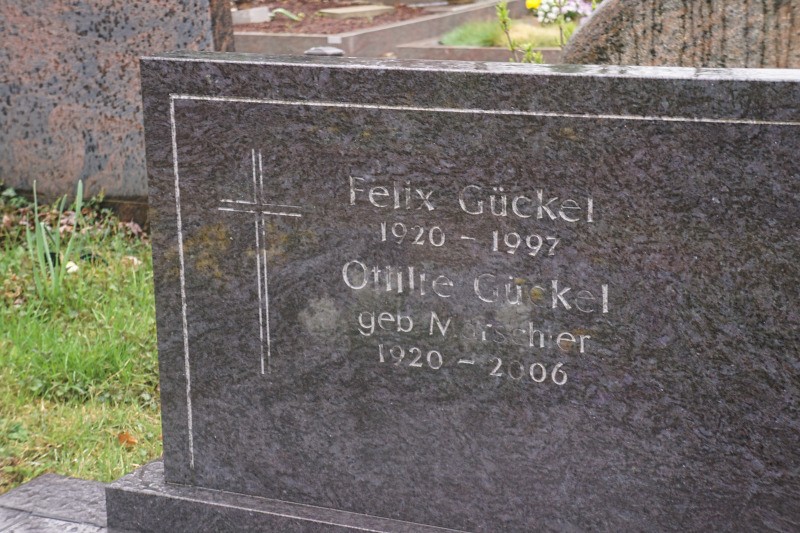 Felix Gückel
1920 - 1997
Ottilie Gückel
geb
1920 - 2006